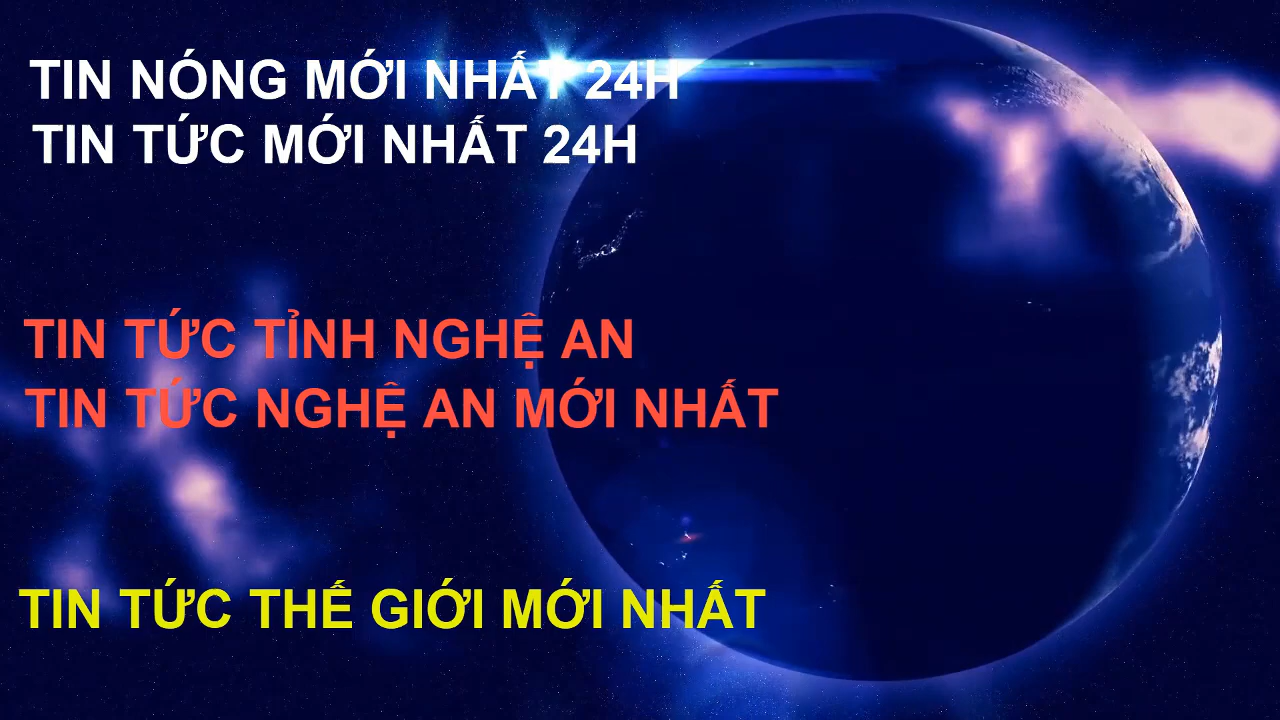 TIN NÓNG MỚI NHẤT 24H
TIN TỨC MỚI NHẤT 24H
TIN TỨC TỈNH NGHỆ AN
TIN TỨC NGHỆ AN MỚI NHẤT
TIN TỨC THẾ GIỚI MỚI NHẤT